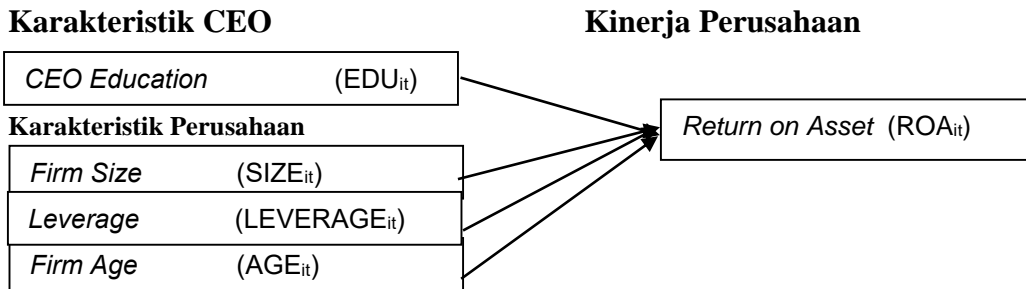 Karakteristik CEO Kinerja Perusahaan
CEO Education (EDUit)
Return on Asset (ROAit)
Karakteristik Perusahaan
Firm Size (SIZEit)
Leverage (LEVERAGEit)
Firm Age (AGEit)